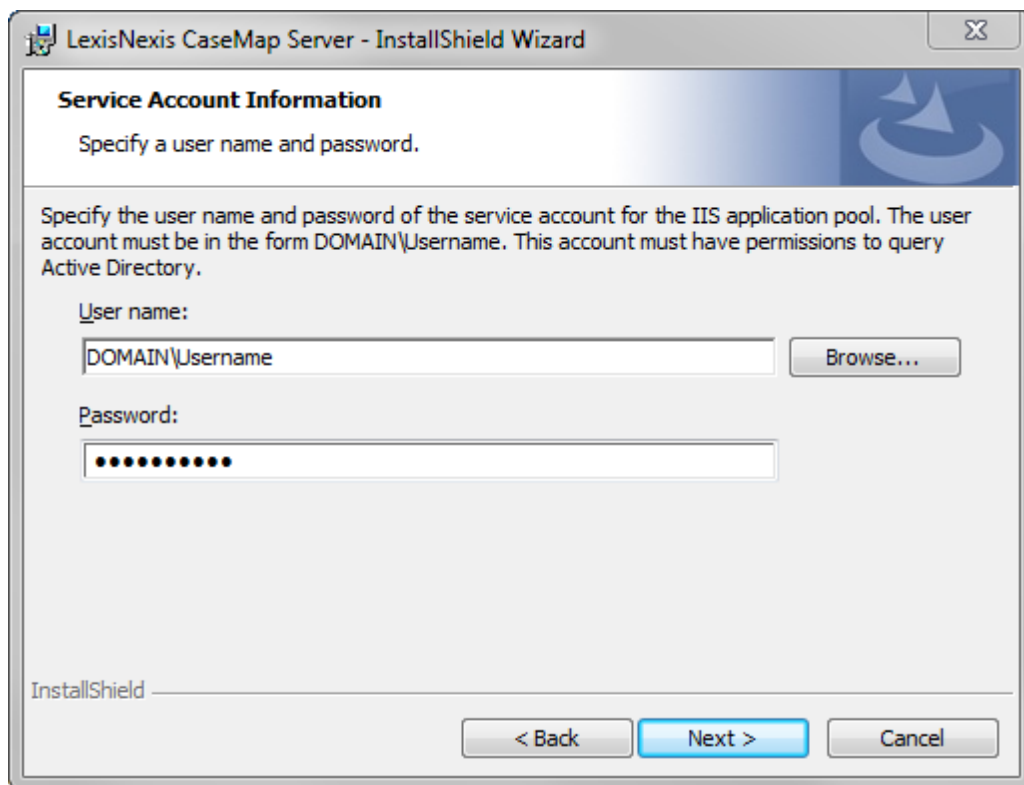 LexisNexis CaseMap Server - InstallShield Wizard
Service Account Information
Specify a user name and password.
Specify the user name and password of the service account for the IIS application pool. The user
account must be in the form DOMAIN\Username. This account must have permissions to query
Active Directory.
User name:
DOMAIN\Username
Browse...
Password:
••••••••••
InstallShield
< Back
Next >
Cancel